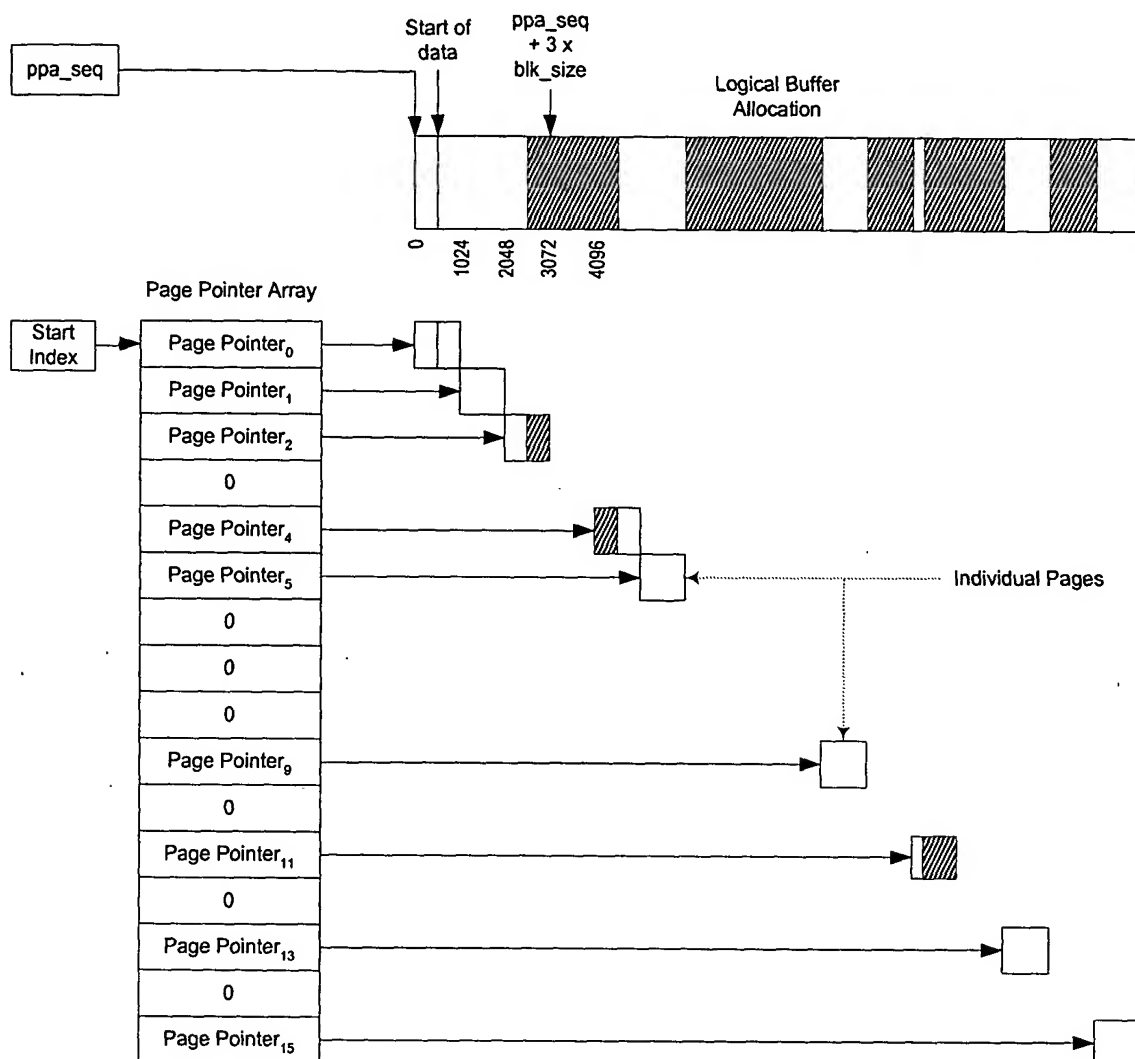 Start of
data
ppa_seq
+ 3 x
blk_size
ppa_seq
Logical Buffer
Allocation
0
1024
2048
3072
4096
Page Pointer Array
Start
Index
Page Pointer0
Page Pointer1
Page Pointer2
0
Page Pointer4
Page Pointer5
Individual Pages
0
0
0
Page Pointer9
0
Page Pointer11
0
Page Pointer13
0
Page Pointer15